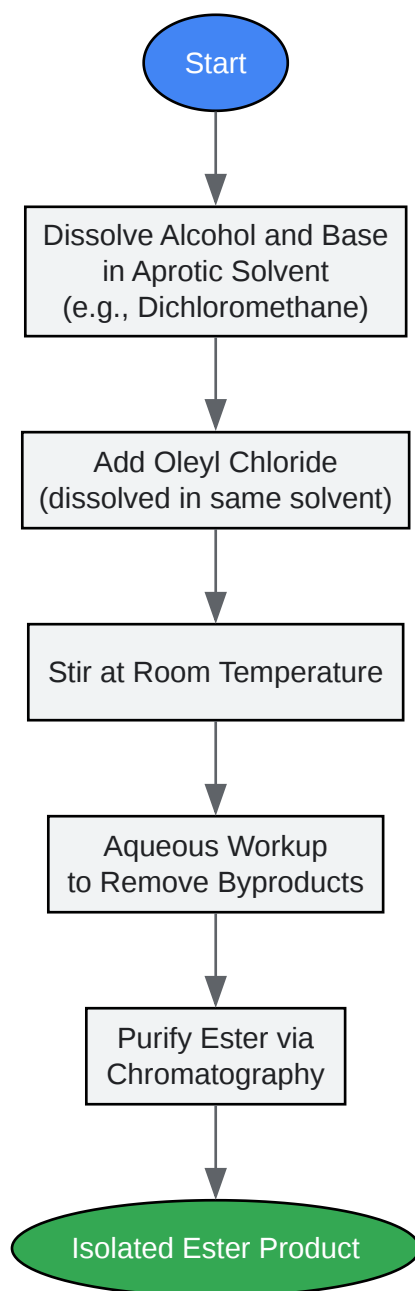 Start
Dissolve Alcohol and Base
in Aprotic Solvent
(e.g., Dichloromethane)
Add Oleyl Chloride
(dissolved in same solvent)
Stir at Room Temperature
Aqueous Workup
to Remove Byproducts
Purify Ester via
Chromatography
Isolated Ester Product